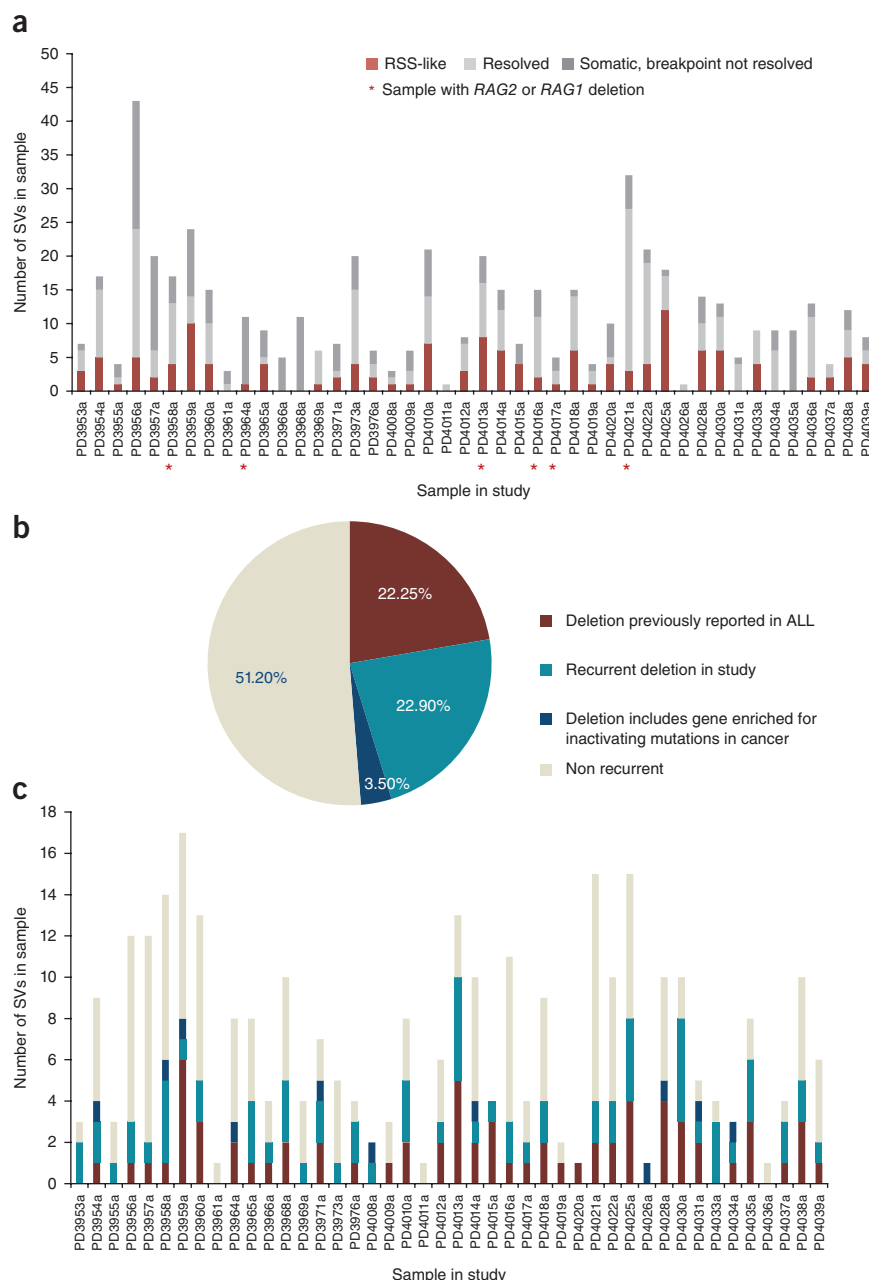 a
50
45
40
35
30
25
20
15
10
5
0
Number of SVs in sample
RSS-like Resolved Somatic, breakpoint not resolved
* Sample with RAG2 or RAG1 deletion
PD3953a
PD3954a
PD3955a
PD3956a
PD3957a
PD3958a
PD3959a
PD3960a
PD3961a
PD3964a
PD3965a
PD3966a
PD3968a
PD3969a
PD3971a
PD3973a
PD3976a
PD4008a
PD4009a
PD4010a
PD4011a
PD4012a
PD4013a
PD4014a
PD4015a
PD4016a
PD4017a
PD4018a
PD4019a
PD4020a
PD4021a
PD4022a
PD4025a
PD4026a
PD4028a
PD4030a
PD4031a
PD4033a
PD4034a
PD4035a
PD4036a
PD4037a
PD4038a
PD4039a
* * * * * *
Sample in study
b
22.25%
51.20%
22.90%
3.50%
Deletion previously reported in ALL
Recurrent deletion in study
Deletion includes gene enriched for
inactivating mutations in cancer
Non recurrent
c
18
16
14
12
10
8
6
4
2
0
Number of SVs in sample
PD3953a
PD3954a
PD3955a
PD3956a
PD3957a
PD3958a
PD3959a
PD3960a
PD3961a
PD3964a
PD3965a
PD3966a
PD3968a
PD3969a
PD3971a
PD3973a
PD3976a
PD4008a
PD4009a
PD4010a
PD4011a
PD4012a
PD4013a
PD4014a
PD4015a
PD4016a
PD4017a
PD4018a
PD4019a
PD4020a
PD4021a
PD4022a
PD4025a
PD4026a
PD4028a
PD4030a
PD4031a
PD4033a
PD4034a
PD4035a
PD4036a
PD4037a
PD4038a
PD4039a
Sample in study